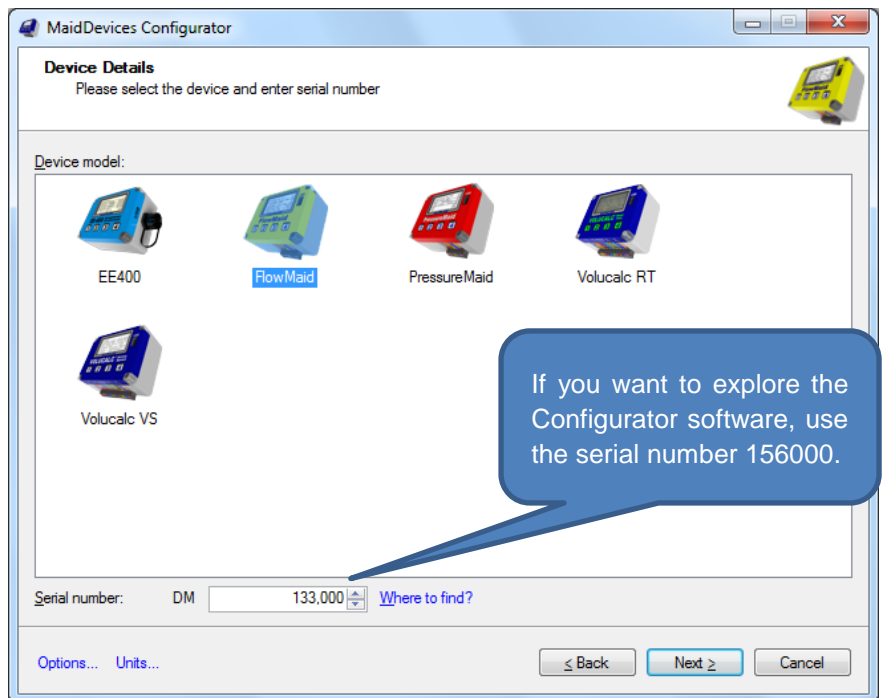 MaidDevices Configurator
Device Details
Please select the device and enter serial number
Device model:
EE400
FlowMaid
PressureMaid
Volucalc RT
Volucalc VS
If you want to explore the
Configurator software, use
the serial number 156000.
Serial number: DM 133,000 Where to find?
Options... Units... < Back Next > Cancel